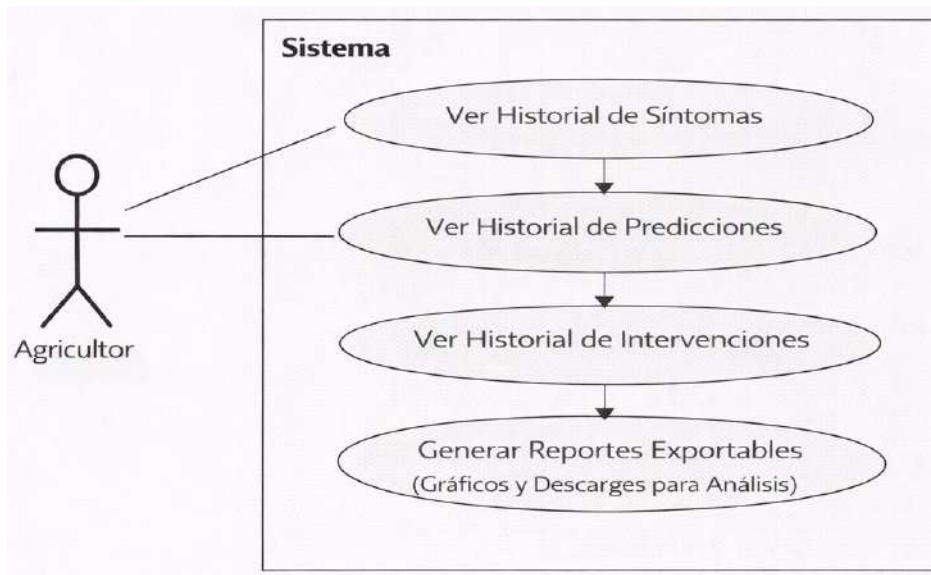 Sistema
Ver Historial de Síntomas
Ver Historial de Predicciones
Ver Historial de Intervenciones
Generar Reportes Exportables
(Gráficos y Descarges para Análisis)
Agricultor